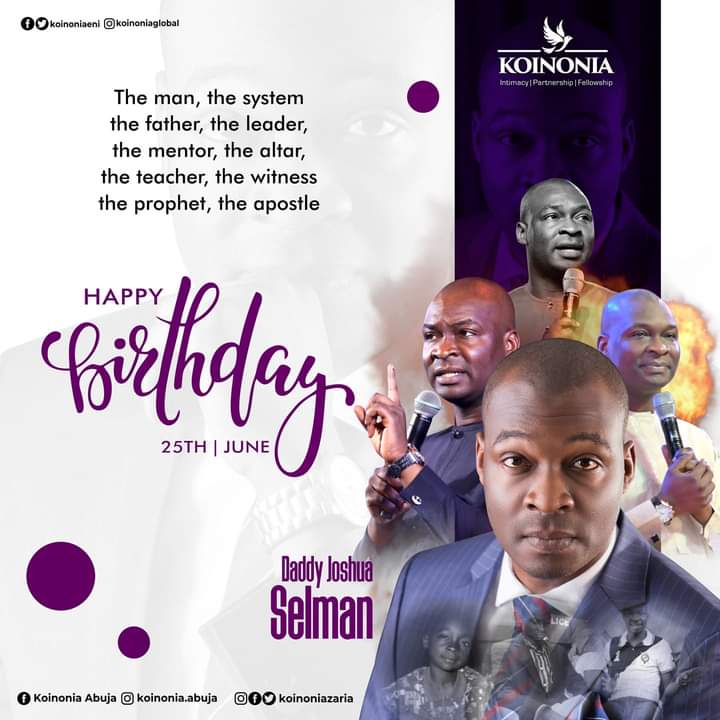 koinoniaeni koinoniaglobal
KOINONIA
Intimacy | Partnership | Fellowship
The man, the system
the father, the leader,
the mentor, the altar,
the teacher, the witness
the prophet, the apostle
HAPPY
birthday
25TH | JUNE
Daddy Joshua
Selman
LICE
Koinonia Abuja koinonia.abuja koinoniazaria